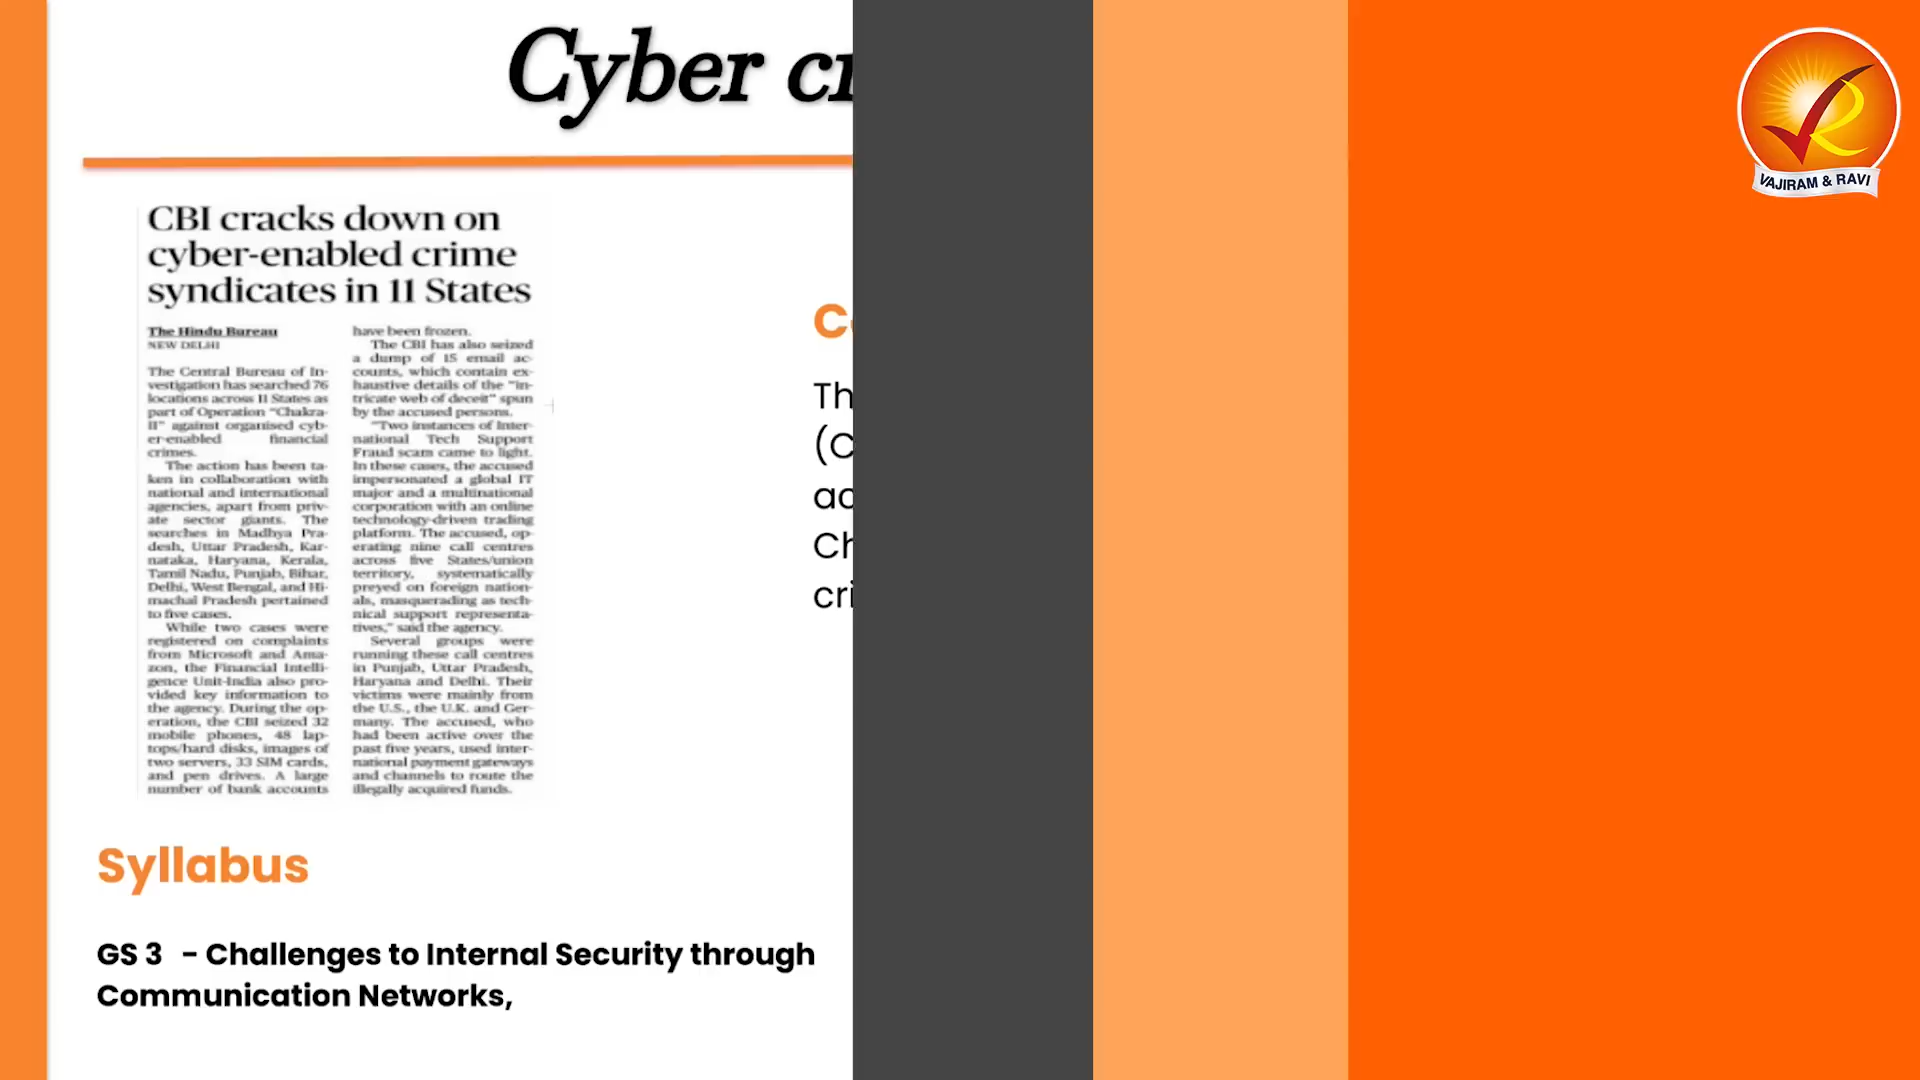 Cyber cr
VAJIRAM & RAVI
CBI cracks down on
cyber-enabled crime
syndicates in 11 States
The Hindu Bureau
NEW DELHI
The Central Bureau of In-
vestigation has searched 76
locations across 11 States as
part of Operation "Chakra-
II" against organised cyb-
er-enabled financial
crimes.
The action has been ta-
ken in collaboration with
national and international
agencies, apart from priv-
ate sector giants. The
searches in Madhya Pra-
desh, Uttar Pradesh, Kar-
nataka, Haryana, Kerala,
Tamil Nadu, Punjab, Bihar,
Delhi, West Bengal, and Hi-
machal Pradesh pertained
to five cases.
While two cases were
registered on complaints
from Microsoft and Ama-
zon, the Financial Intelli-
gence Unit-India also pro-
vided key information to
the agency. During the op-
eration, the CBI seized 32
mobile phones, 48 lap-
tops/hard disks, images of
two servers, 33 SIM cards,
and pen drives. A large
number of bank accounts
have been frozen.
The CBI has also seized
a dump of 15 email ac-
counts, which contain ex-
haustive details of the "in-
tricate web of deceit" spun
by the accused persons.
"Two instances of Inter-
national Tech Support
Fraud scam came to light.
In these cases, the accused
impersonated a global IT
major and a multinational
corporation with an online
technology-driven trading
platform. The accused, op-
erating nine call centres
across five States/union
territory, systematically
preyed on foreign nation-
als, masquerading as tech-
nical support representa-
tives," said the agency.
Several groups were
running these call centres
in Punjab, Uttar Pradesh,
Haryana and Delhi. Their
victims were mainly from
the U.S., the U.K. and Ger-
many. The accused, who
had been active over the
past five years, used inter-
national payment gateways
and channels to route the
illegally acquired funds.
Th
(C
ac
Ch
cri
Syllabus
GS 3 - Challenges to Internal Security through
Communication Networks,